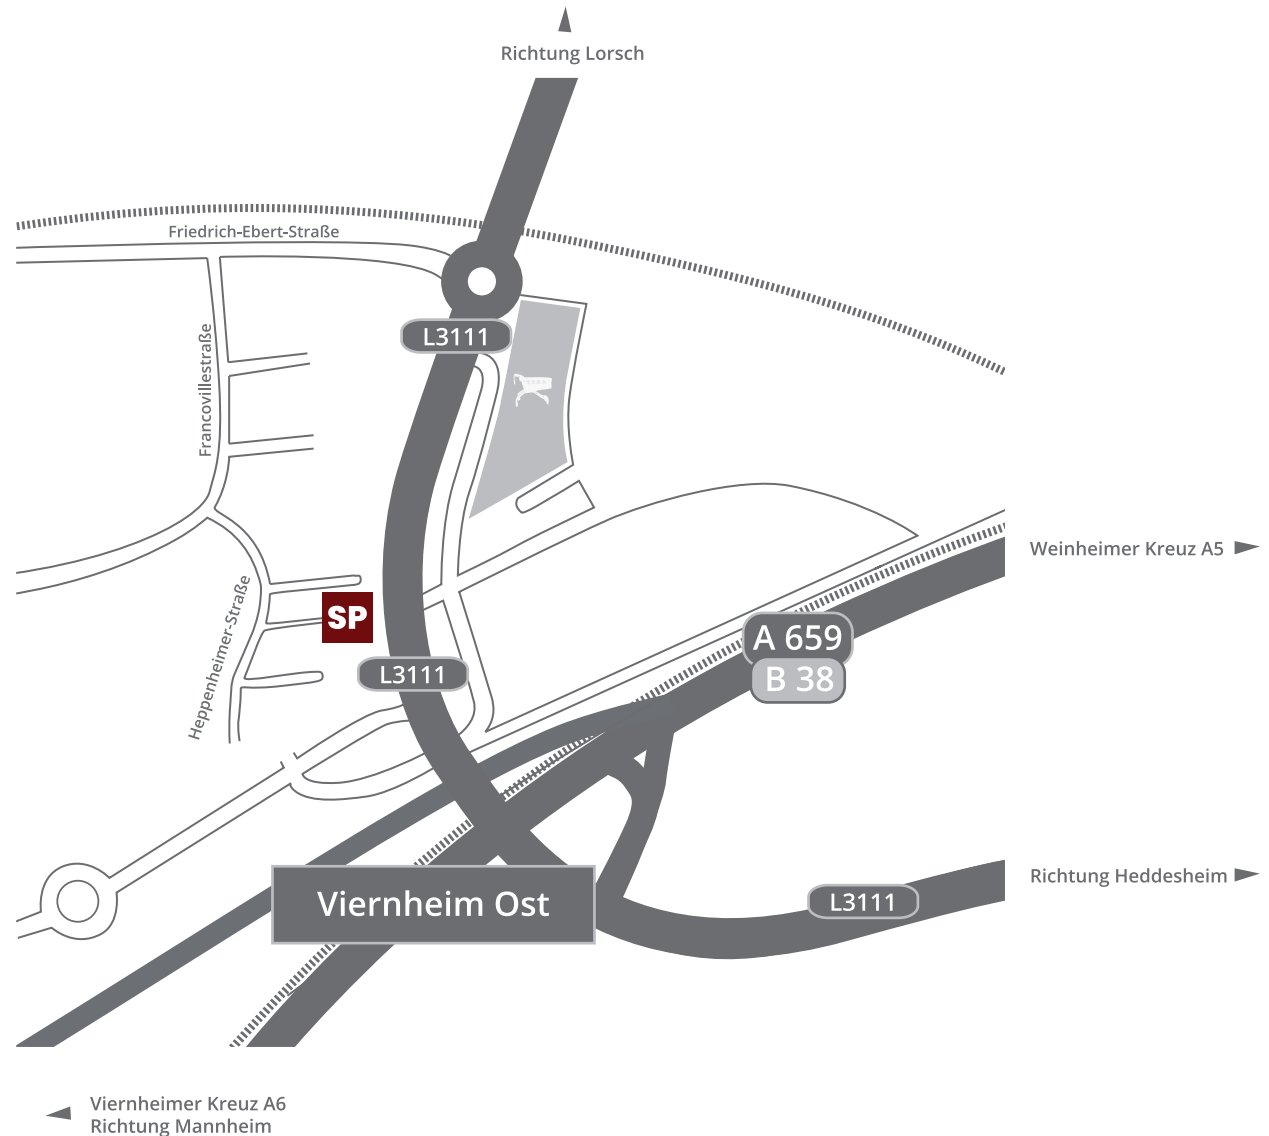 Richtung Lorsch
Friedrich-Ebert-Straße
L3111
Francovillestraße
Weinheimer Kreuz A5
Heppenheimer-Straße
SP
A 659
L3111
B 38
Richtung Heddesheim
L3111
Viernheim Ost
Viernheimer Kreuz A6
Richtung Mannheim